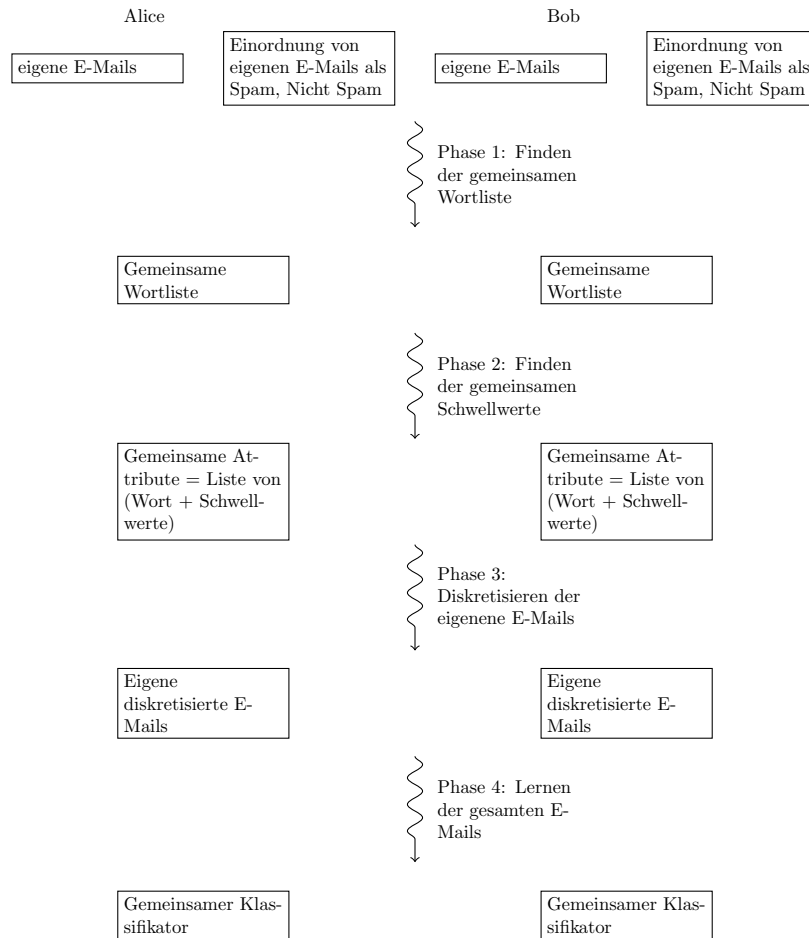 Alice
Bob
eigene E-Mails
Einordnung von
eigenen E-Mails als
Spam, Nicht Spam
eigene E-Mails
Einordnung von
eigenen E-Mails als
Spam, Nicht Spam
Phase 1: Finden
der gemeinsamen
Wortliste
Gemeinsame
Wortliste
Gemeinsame
Wortliste
Phase 2: Finden
der gemeinsamen
Schwellwerte
Gemeinsame At-
tribute = Liste von
(Wort + Schwell-
werte)
Gemeinsame At-
tribute = Liste von
(Wort + Schwell-
werte)
Phase 3:
Diskretisieren der
eigenene E-Mails
Eigene
diskretisierte E-
Mails
Eigene
diskretisierte E-
Mails
Phase 4: Lernen
der gesamten E-
Mails
Gemeinsamer Klas-
sifikator
Gemeinsamer Klas-
sifikator